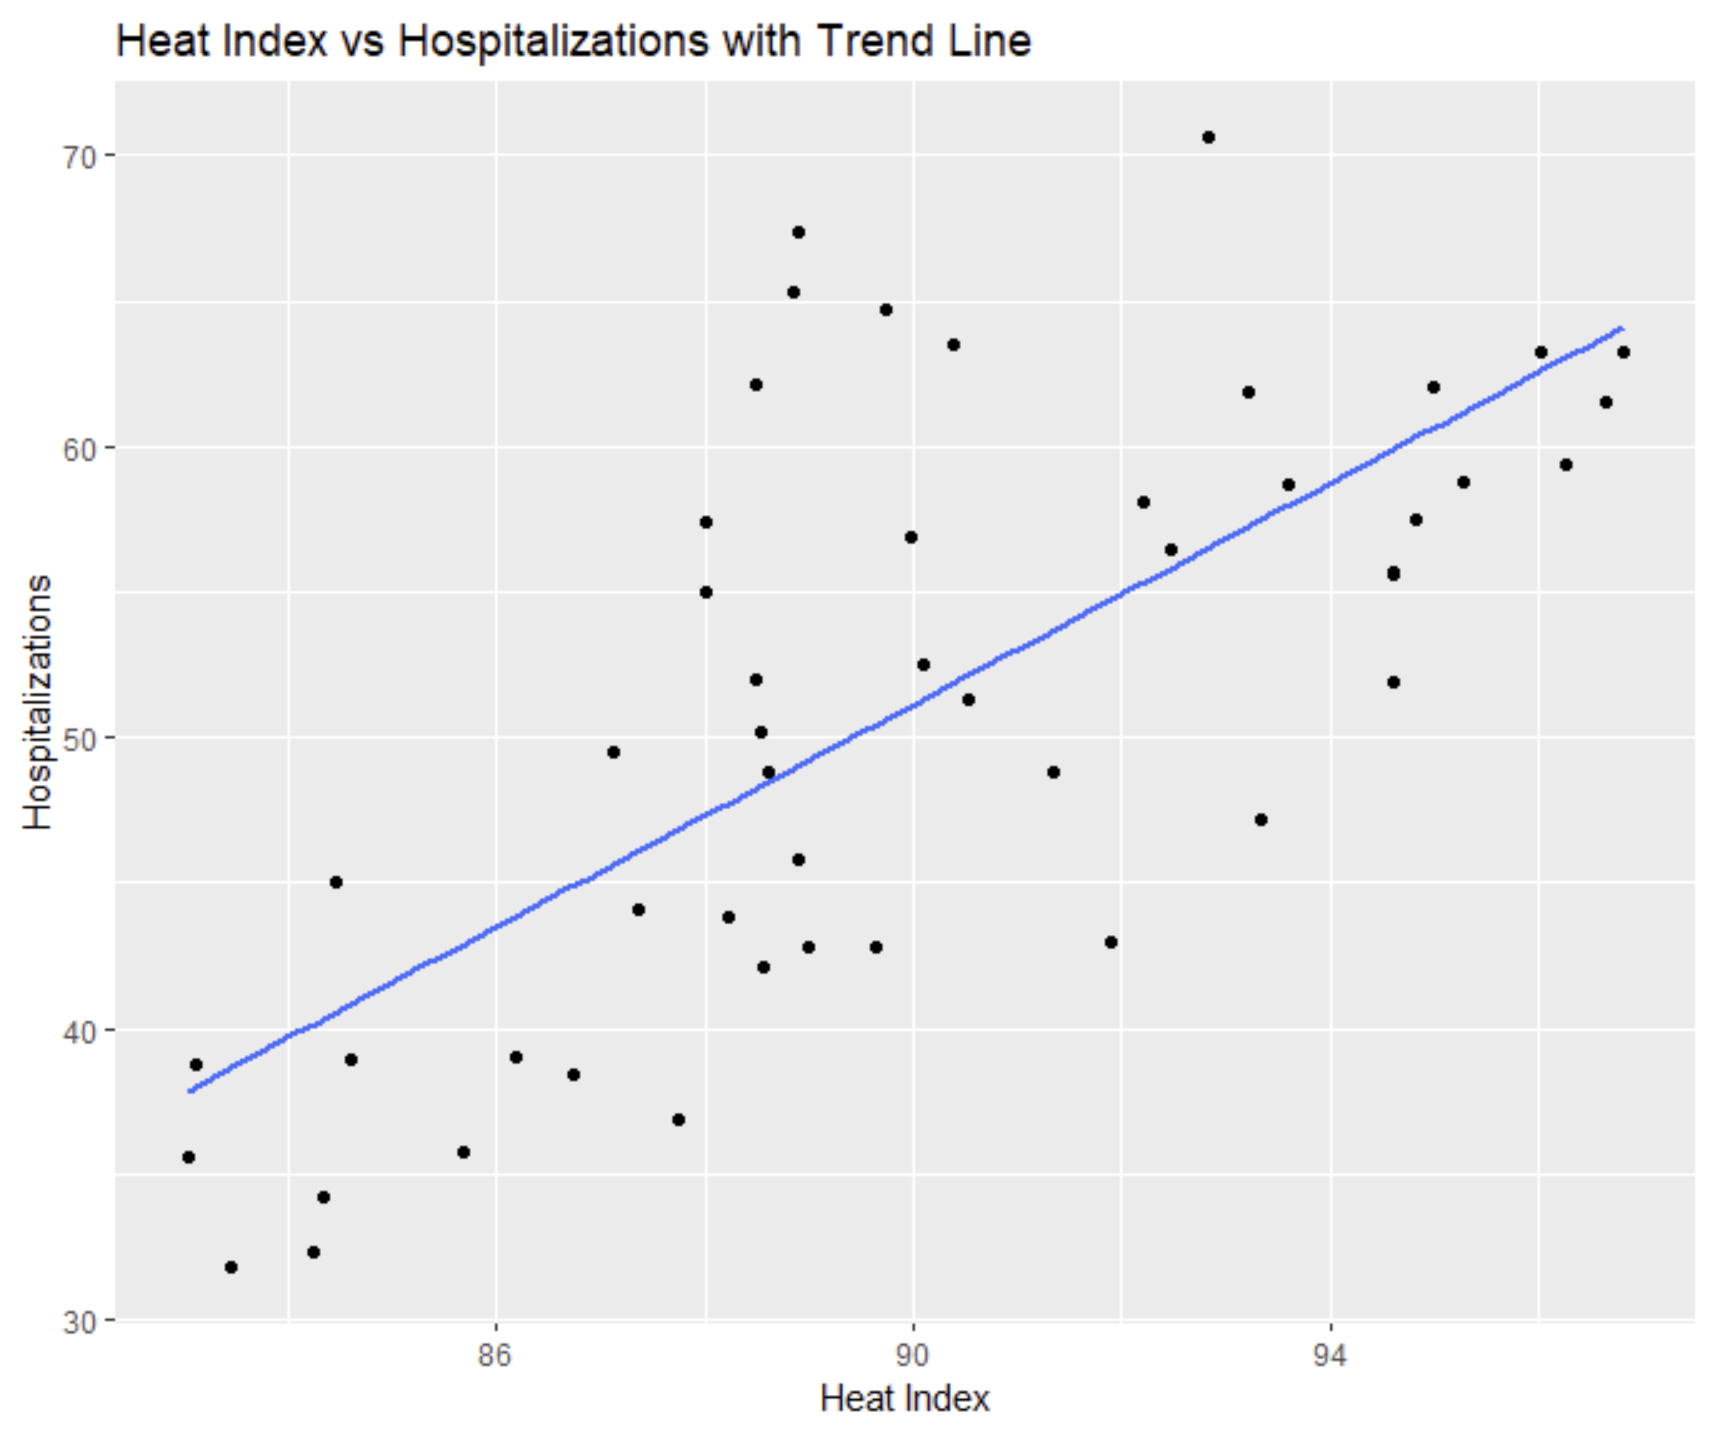 Heat Index vs Hospitalizations with Trend Line
70
60
50
40
30
Hospitalizations
86
90
94
Heat Index